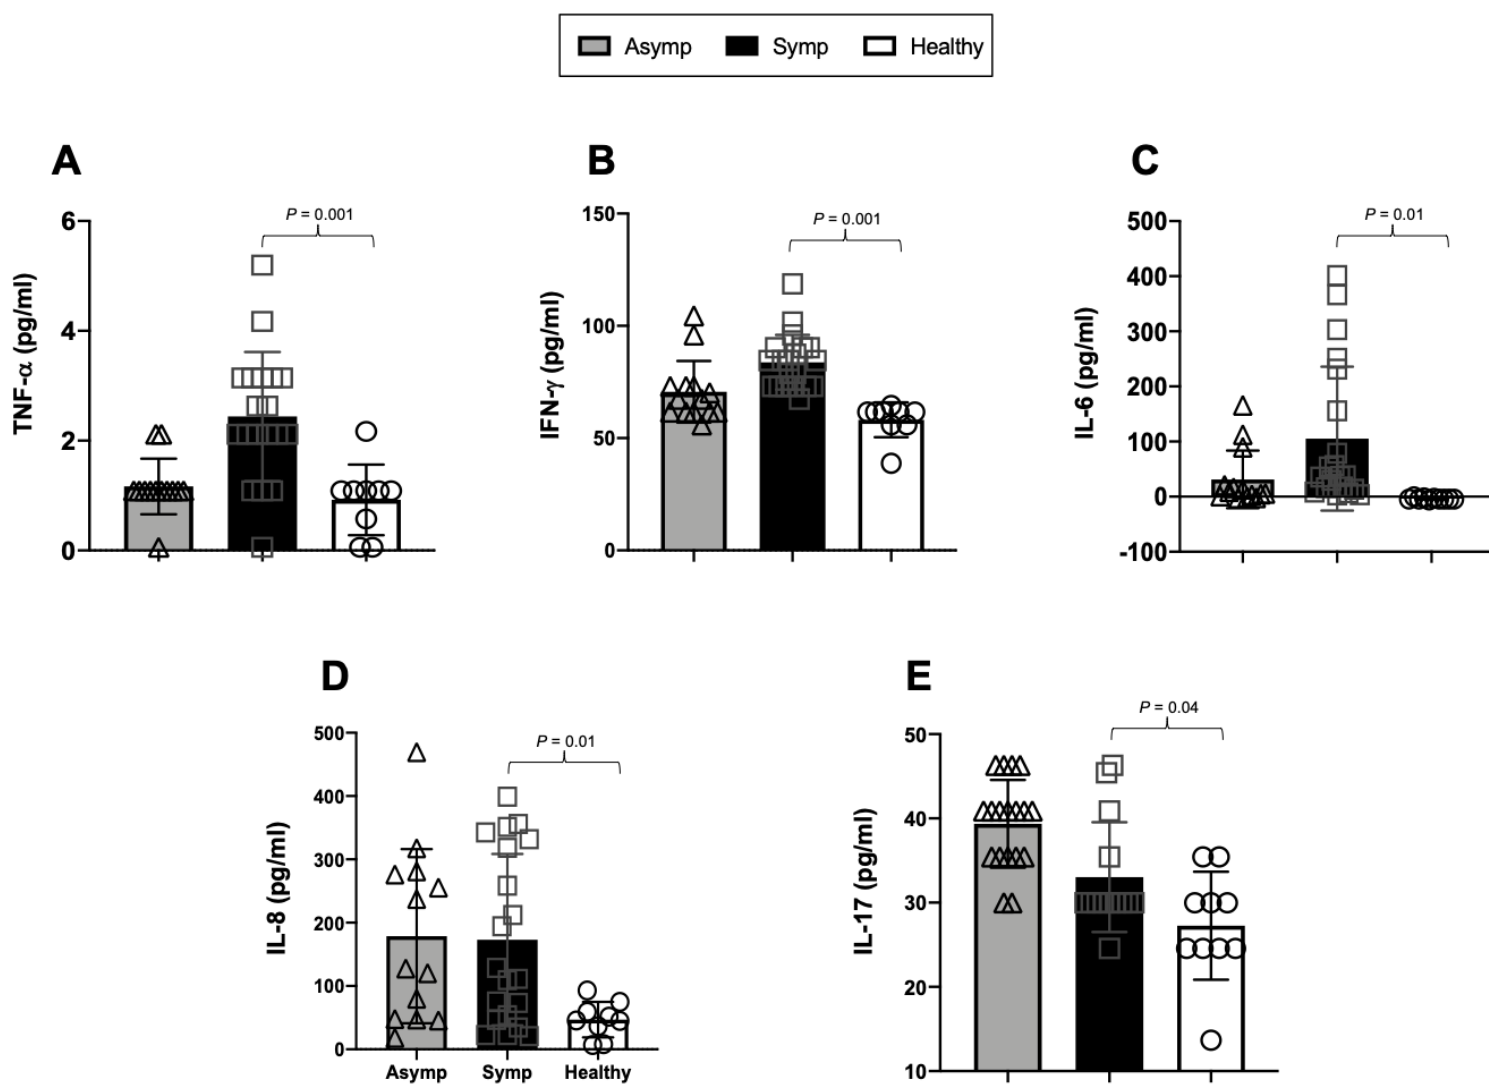 Asymp Symp Healthy
A
TNF-α (pg/ml)
6
4
2
0
P = 0.001
B
IFN-γ (pg/ml)
150
100
50
0
P = 0.001
C
IL-6 (pg/ml)
500
400
300
200
100
0
-100
P = 0.01
D
IL-8 (pg/ml)
500
400
300
200
100
0
P = 0.01
Asymp Symp Healthy
E
IL-17 (pg/ml)
50
40
30
20
10
P = 0.04